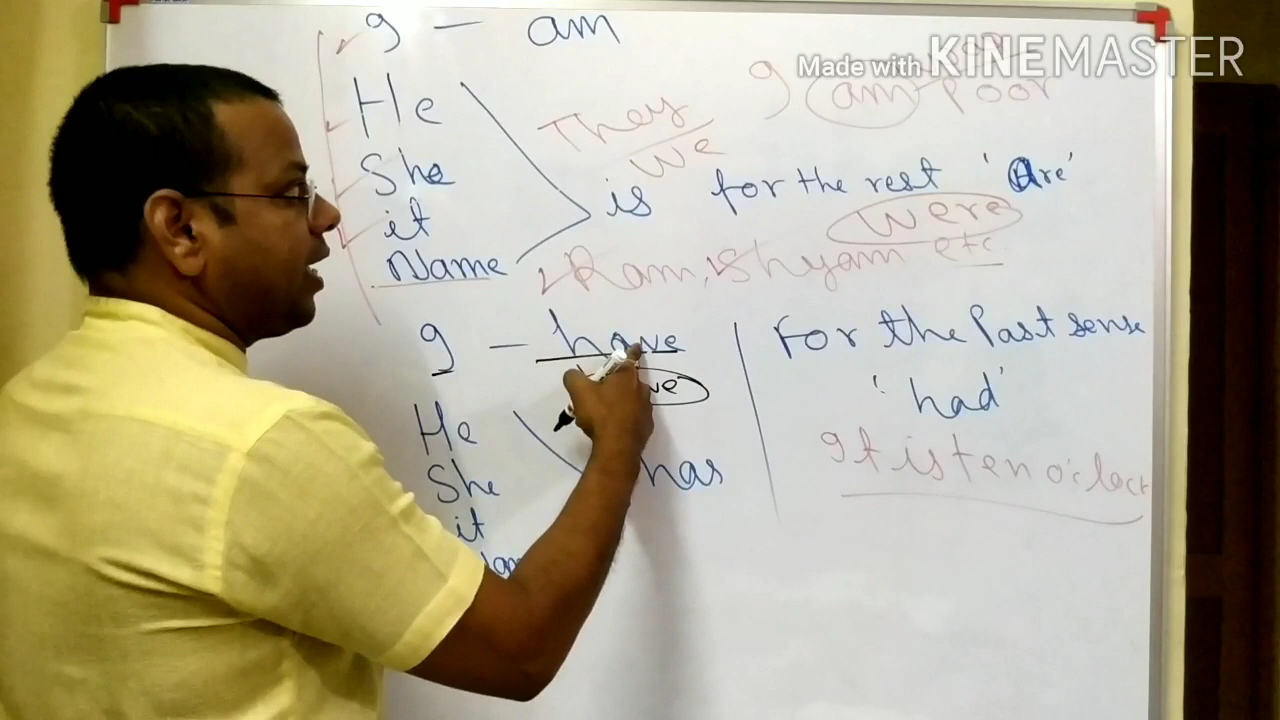 I – am
Made with KINEMASTER
He
I am poor
They
We
She
is for the rest 'Are'
it
were
Name
Ram, Shyam etc
I – have
For the Past sense
'had'
He
She
has
It is ten o'clock
it